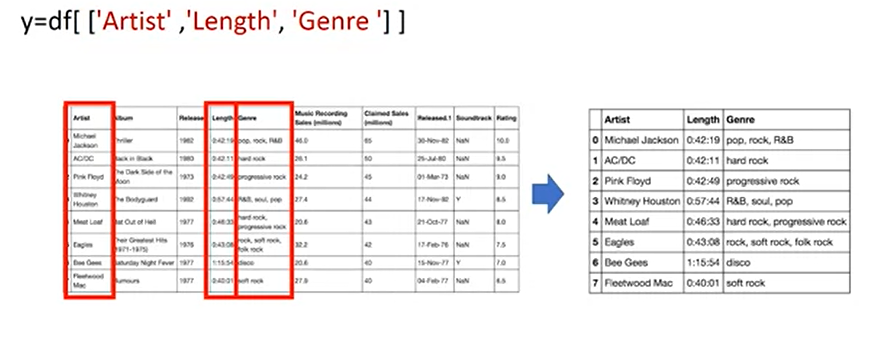 y=df[ ['Artist' ,'Length', 'Genre '] ]
Artist Album Release Length Genre Music Recording Sales (millions) Claimed Sales (millions) Released.1 Soundtrack Rating
Michael Jackson Thriller 1982 0:42:19 pop, rock, R&B 46.0 65 30-Nov-82 NaN 10.0
AC/DC Back in Black 1980 0:42:11 hard rock 26.1 50 25-Jul-80 NaN 9.5
Pink Floyd The Dark Side of the Moon 1973 0:42:49 progressive rock 24.2 45 01-Mar-73 NaN 9.0
Whitney Houston The Bodyguard 1992 0:57:44 R&B, soul, pop 27.4 44 17-Nov-92 Y 8.5
Meat Loaf Bat Out of Hell 1977 0:46:33 hard rock, progressive rock 20.6 43 21-Oct-77 NaN 8.0
Eagles Their Greatest Hits (1971-1975) 1976 0:43:08 rock, soft rock, folk rock 32.2 42 17-Feb-76 NaN 7.5
Bee Gees Saturday Night Fever 1977 1:15:54 disco 20.6 40 15-Nov-77 Y 7.0
Fleetwood Mac Rumours 1977 0:40:01 soft rock 27.9 40 04-Feb-77 NaN 6.5
Artist Length Genre
0 Michael Jackson 0:42:19 pop, rock, R&B
1 AC/DC 0:42:11 hard rock
2 Pink Floyd 0:42:49 progressive rock
3 Whitney Houston 0:57:44 R&B, soul, pop
4 Meat Loaf 0:46:33 hard rock, progressive rock
5 Eagles 0:43:08 rock, soft rock, folk rock
6 Bee Gees 1:15:54 disco
7 Fleetwood Mac 0:40:01 soft rock